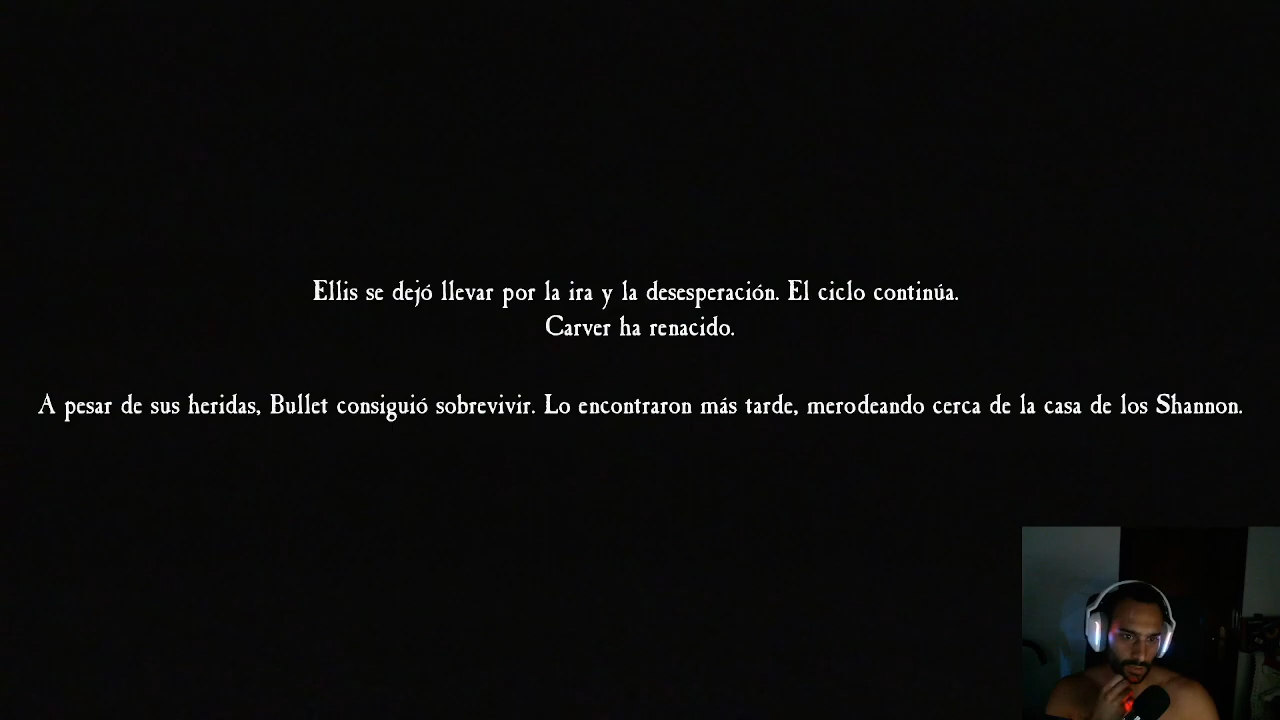 Ellis se dejó llevar por la ira y la desesperación. El ciclo continúa.
Carver ha renacido.
A pesar de sus heridas, Bullet consiguió sobrevivir. Lo encontraron más tarde, merodeando cerca de la casa de los Shannon.